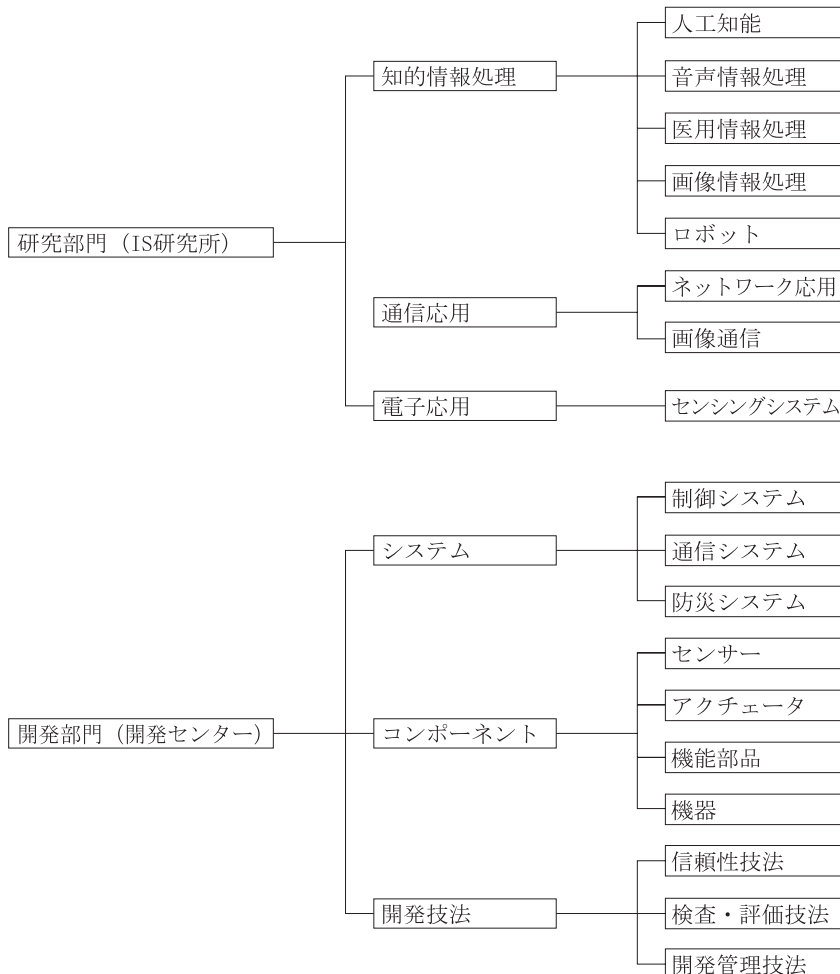 研究部門（IS研究所）
知的情報処理
人工知能
音声情報処理
医用情報処理
画像情報処理
ロボット
通信応用
ネットワーク応用
画像通信
電子応用
センシングシステム
開発部門（開発センター）
システム
制御システム
通信システム
防災システム
コンポーネント
センサー
アクチェータ
機能部品
機器
開発技法
信頼性技法
検査・評価技法
開発管理技法